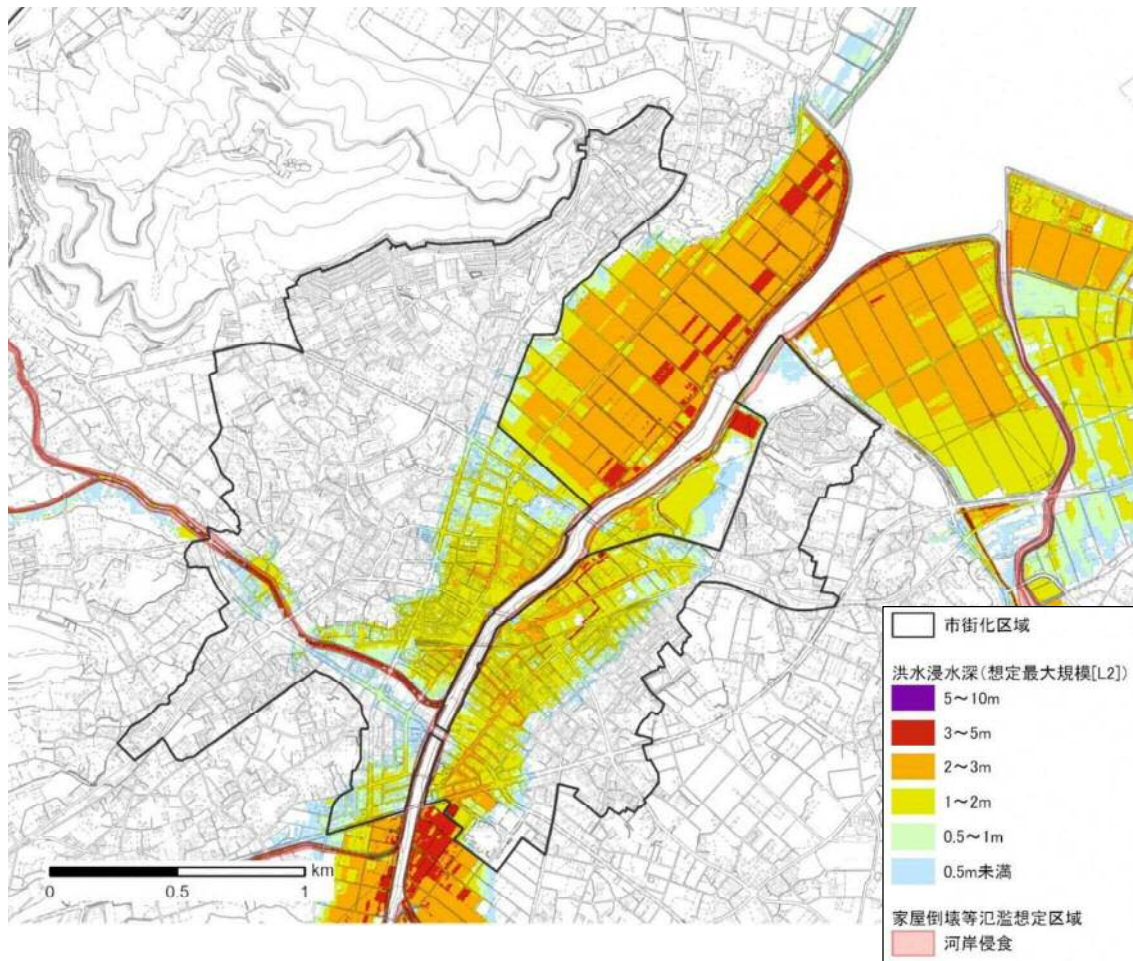 市街化区域
洪水浸水深(想定最大規模[L2])
5～10m
3～5m
2～3m
1～2m
0.5～1m
0.5m未満
家屋倒壊等氾濫想定区域
河岸侵食
km
0 0.5 1